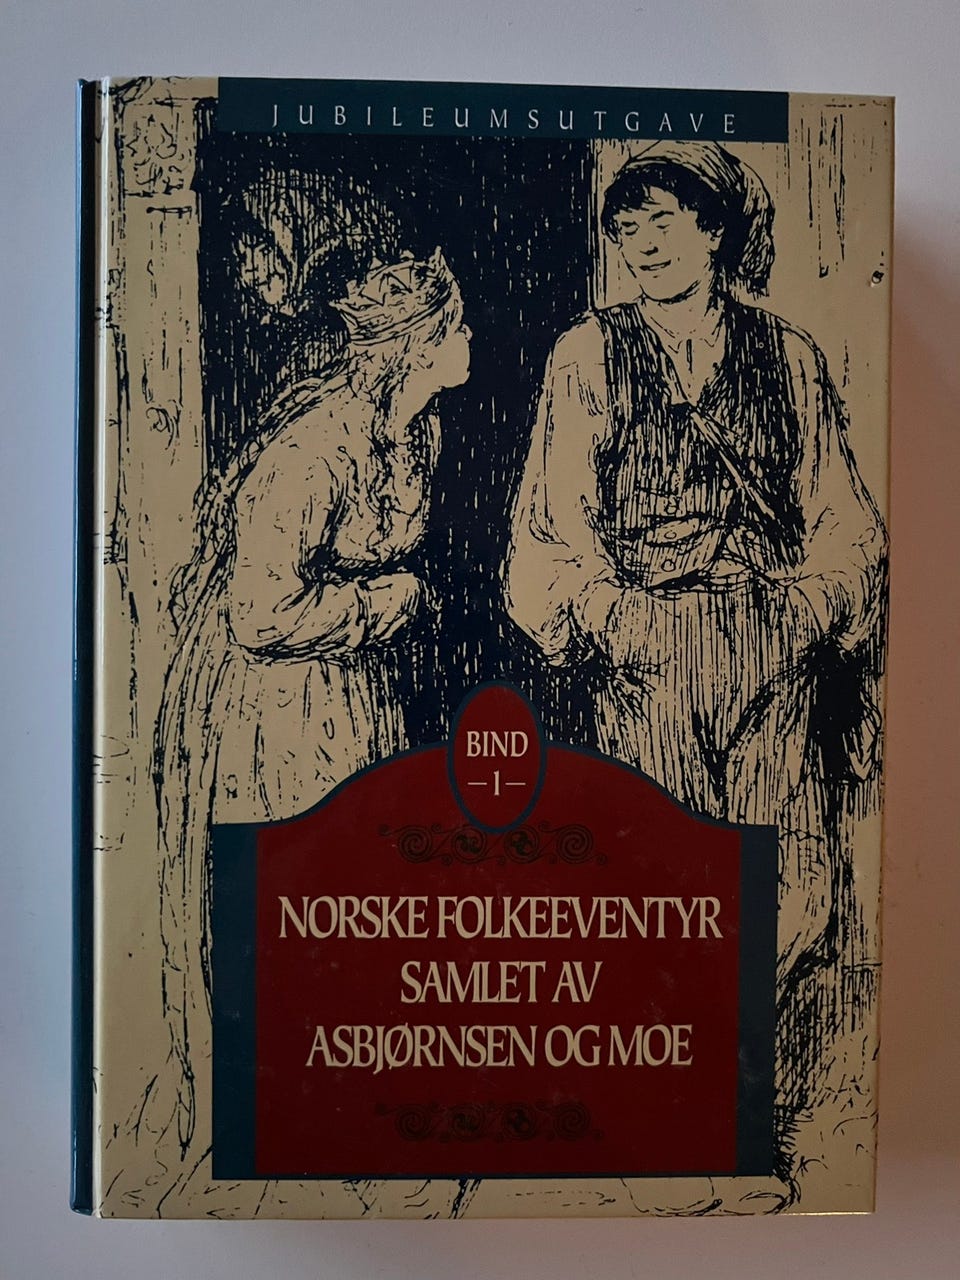 JUBILEUMSUTGAVE
BIND
–1–
NORSKE FOLKEEVENTYR
SAMLET AV
ASBJØRNSEN OG MOE